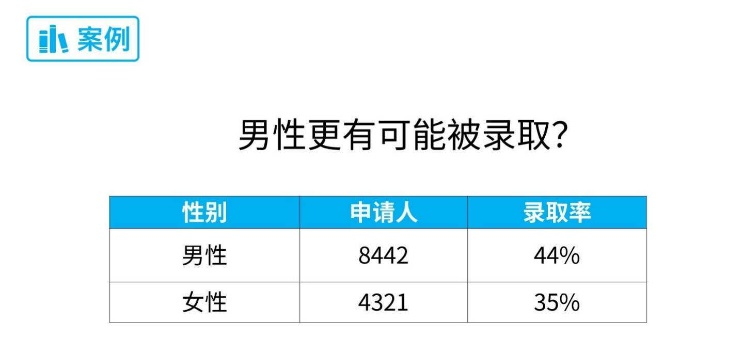 案例
男性更有可能被录取？
性别 申请人 录取率
男性 8442 44%
女性 4321 35%